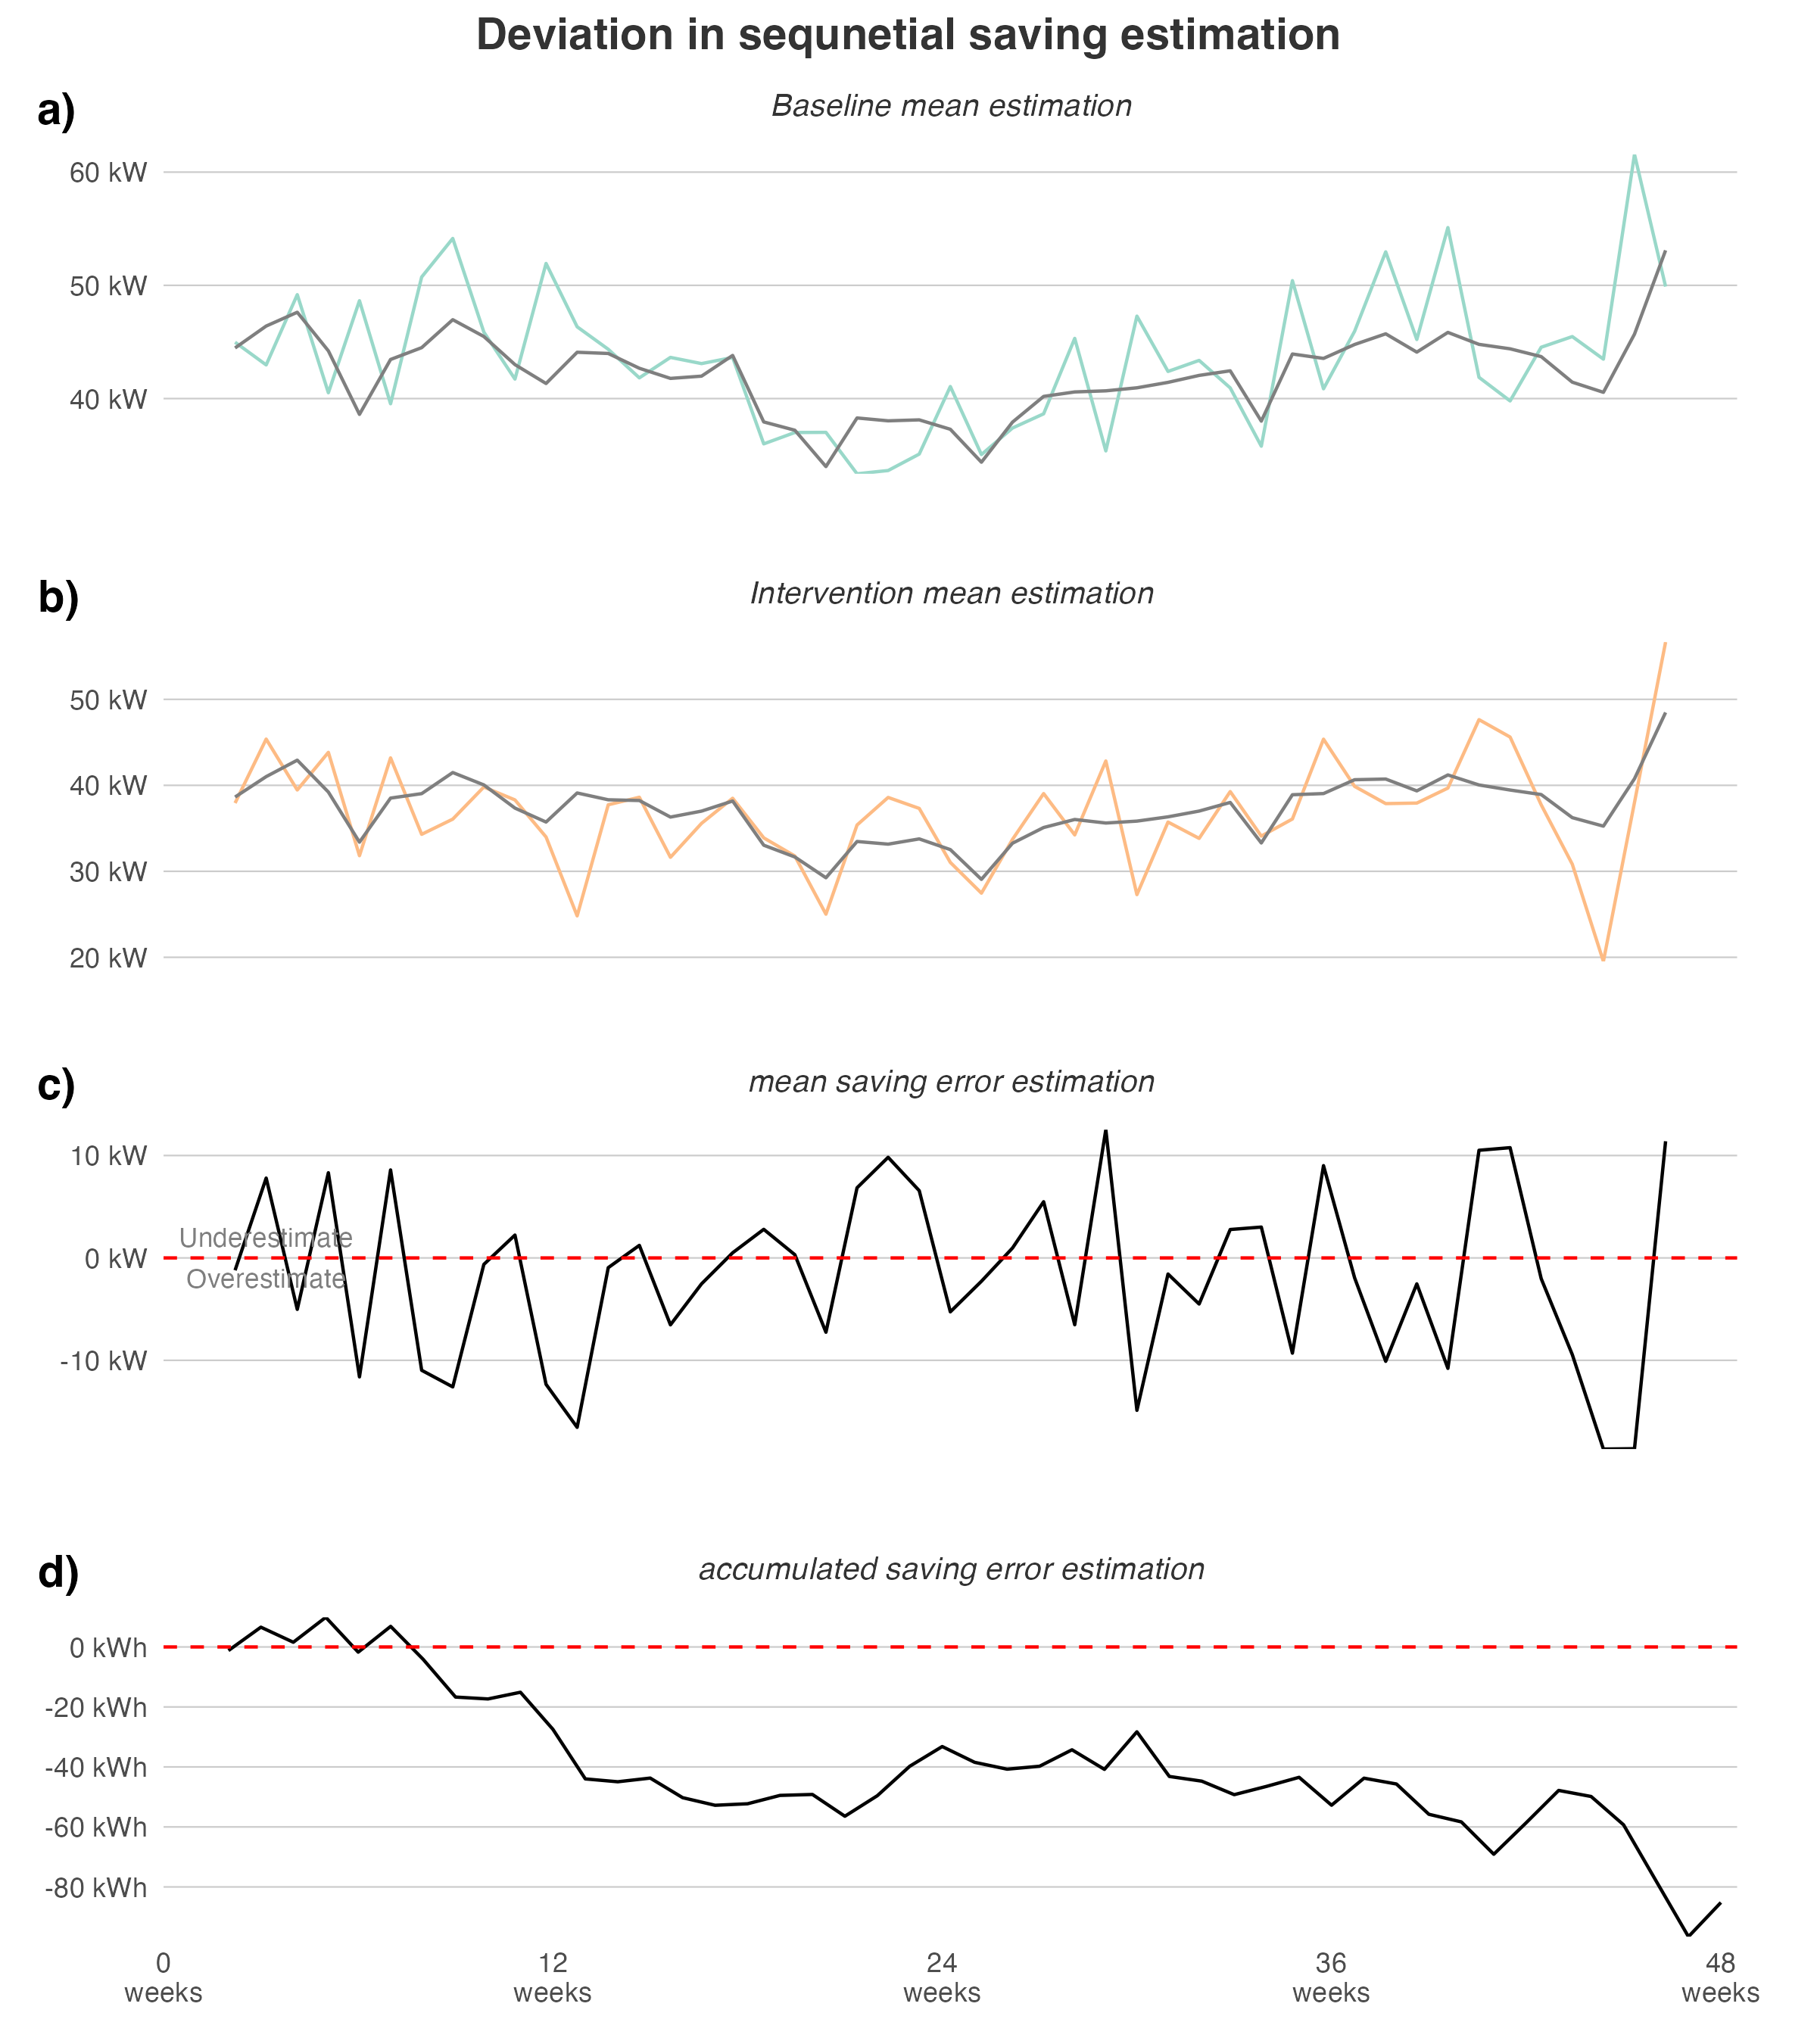 Deviation in sequnetial saving estimation
a)
Baseline mean estimation
60 kW
50 kW
40 kW
b)
Intervention mean estimation
50 kW
40 kW
30 kW
20 kW
c)
mean saving error estimation
10 kW
Underestimate
0 kW
Overestimate
-10 kW
d)
accumulated saving error estimation
0 kWh
-20 kWh
-40 kWh
-60 kWh
-80 kWh
0 12 24 36 48
weeks weeks weeks weeks weeks